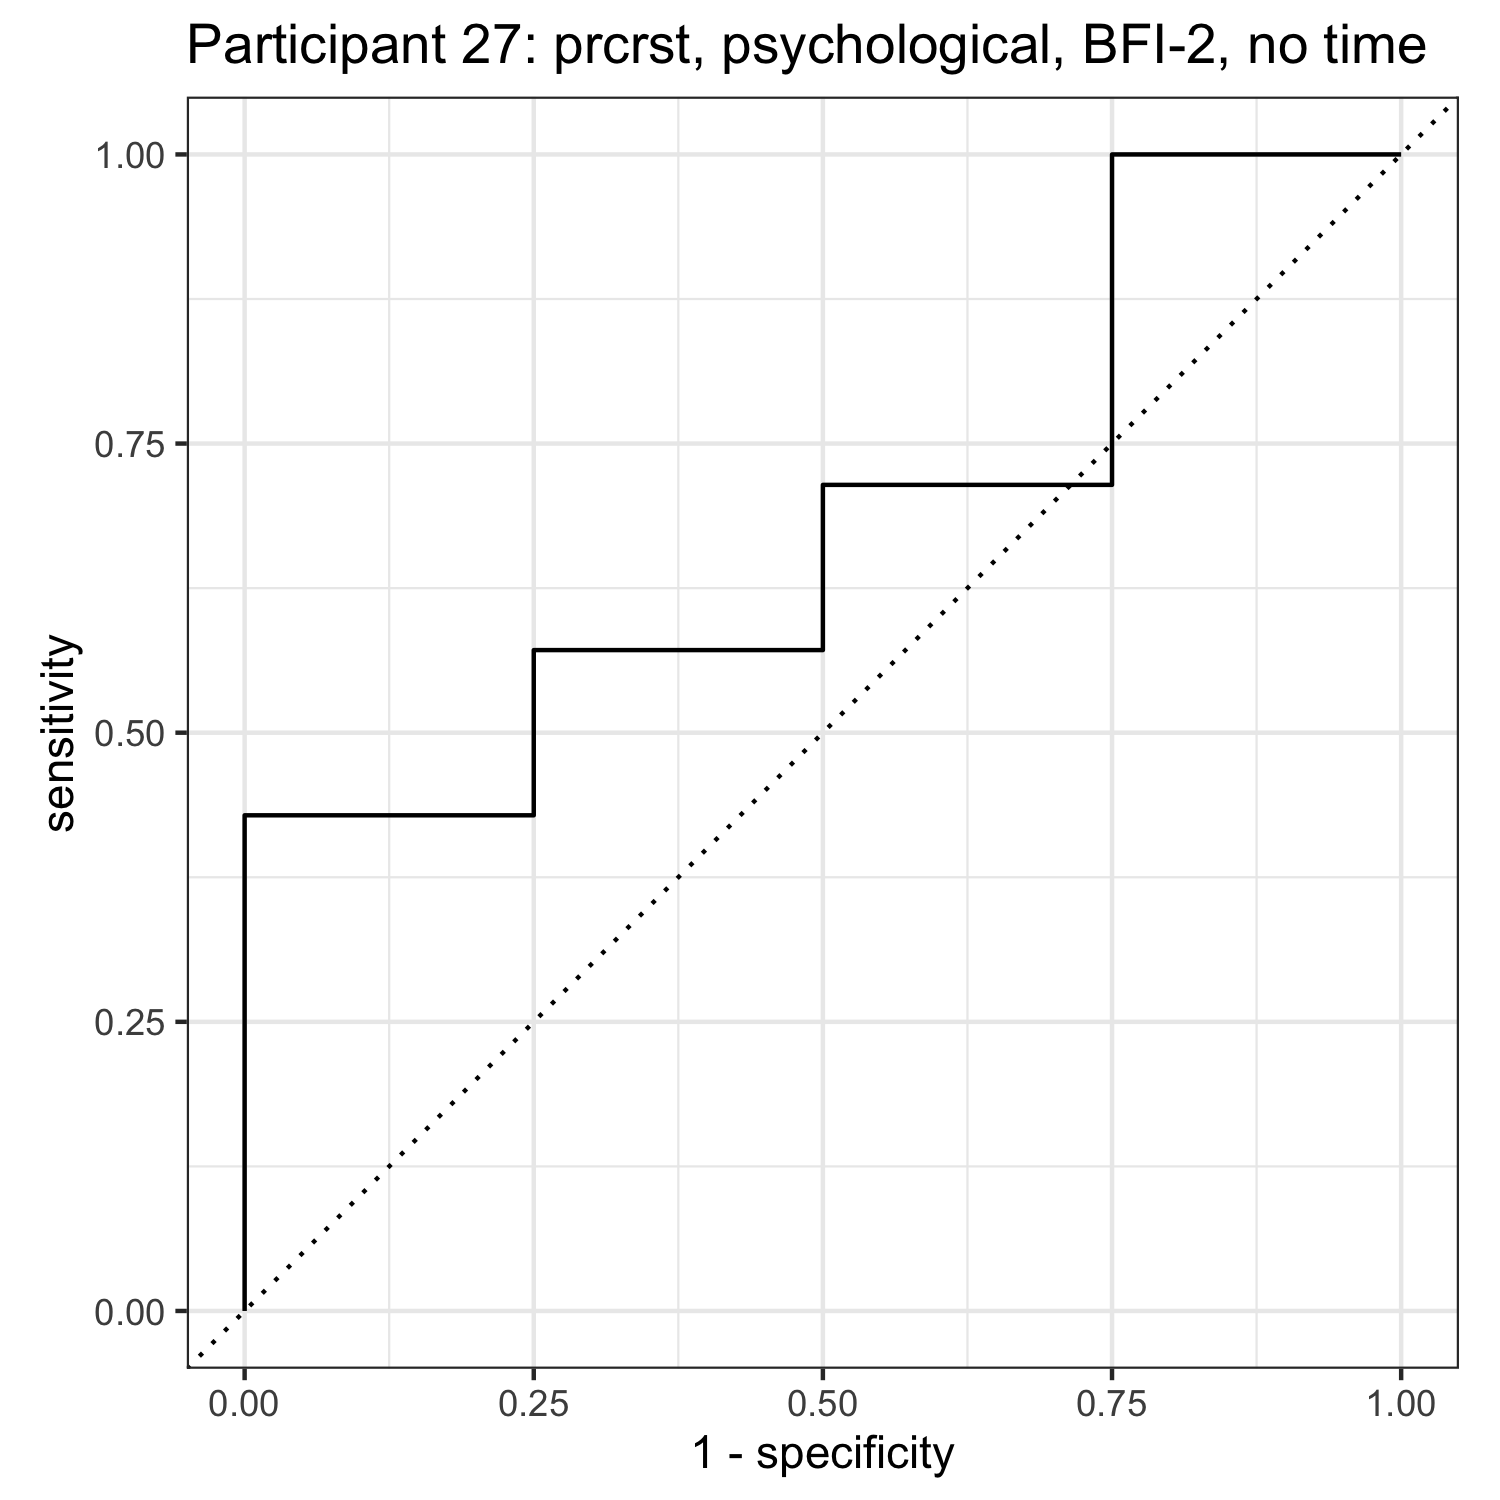 Participant 27: prcrst, psychological, BFI-2, no time
1.00
0.75
0.50
0.25
0.00
sensitivity
0.00 0.25 0.50 0.75 1.00
1 - specificity